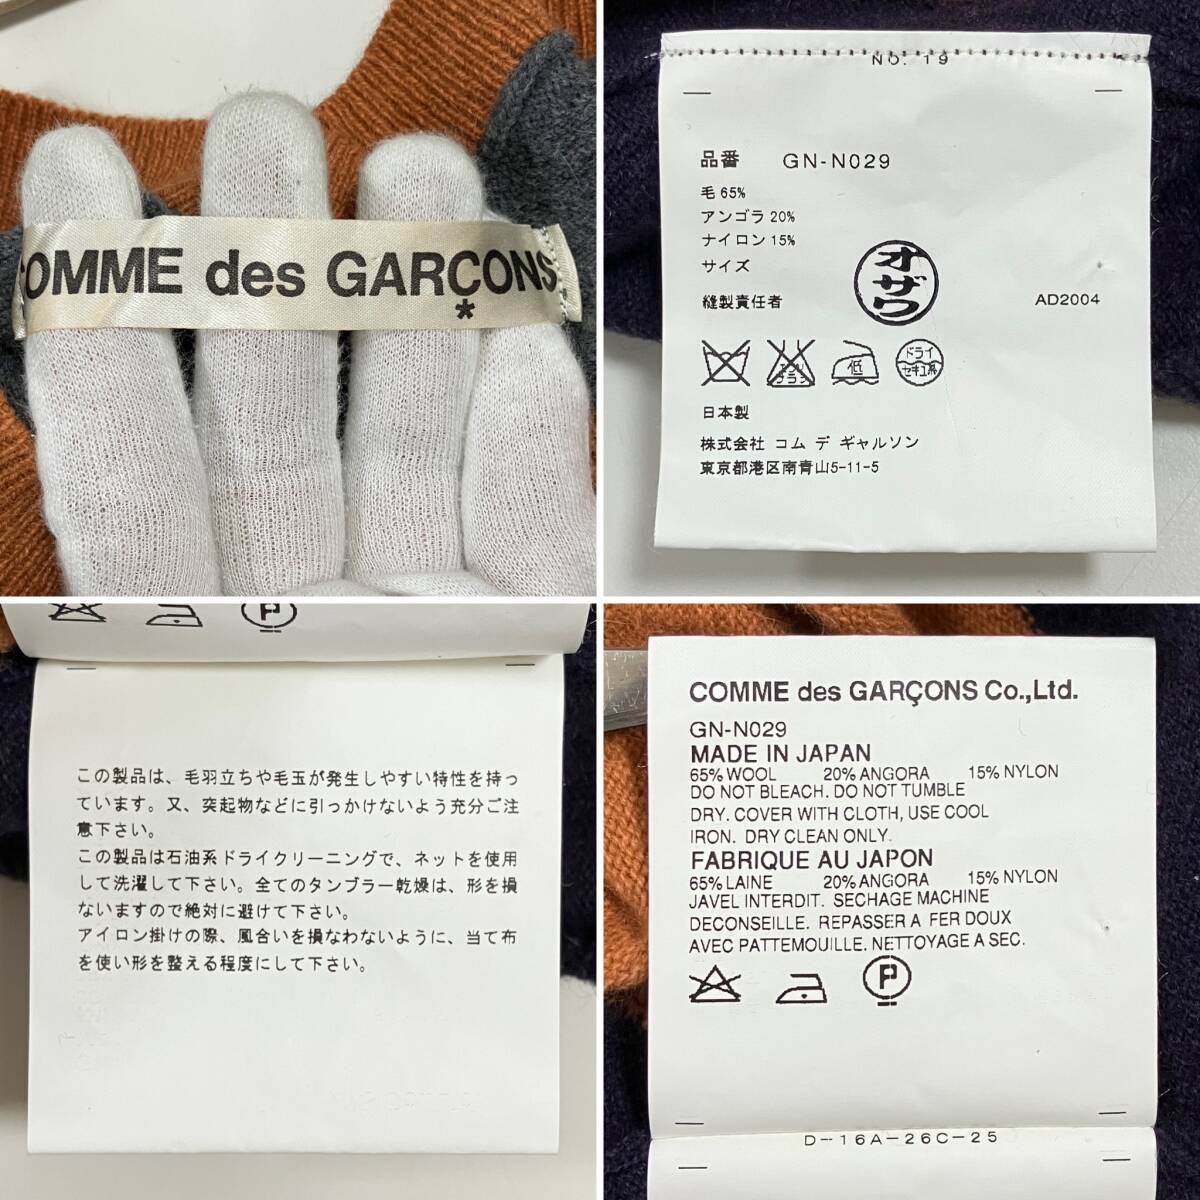 COMME des GARÇONS
*
NO. 19
品番 GN-N029
毛 65%
アンゴラ 20%
ナイロン 15%
サイズ
縫製責任者
オザワ
AD2004
低
ドライ
セキユ系
日本製
株式会社 コム デ ギャルソン
東京都港区南青山5-11-5
P
この製品は、毛羽立ちや毛玉が発生しやすい特性を持っ
ています。又、突起物などに引っかけないよう充分ご注
意下さい。
この製品は石油系ドライクリーニングで、ネットを使用
して洗濯して下さい。全てのタンブラー乾燥は、形を損
ないますので絶対に避けて下さい。
アイロン掛けの際、風合いを損なわないように、当て布
を使い形を整える程度にして下さい。
COMME des GARÇONS Co.,Ltd.
GN-N029
MADE IN JAPAN
65% WOOL 20% ANGORA 15% NYLON
DO NOT BLEACH. DO NOT TUMBLE
DRY. COVER WITH CLOTH, USE COOL
IRON. DRY CLEAN ONLY.
FABRIQUE AU JAPON
65% LAINE 20% ANGORA 15% NYLON
JAVEL INTERDIT. SECHAGE MACHINE
DECONSEILLE. REPASSER A FER DOUX
AVEC PATTEMOUILLE. NETTOYAGE A SEC.
P
D-16A-26C-25